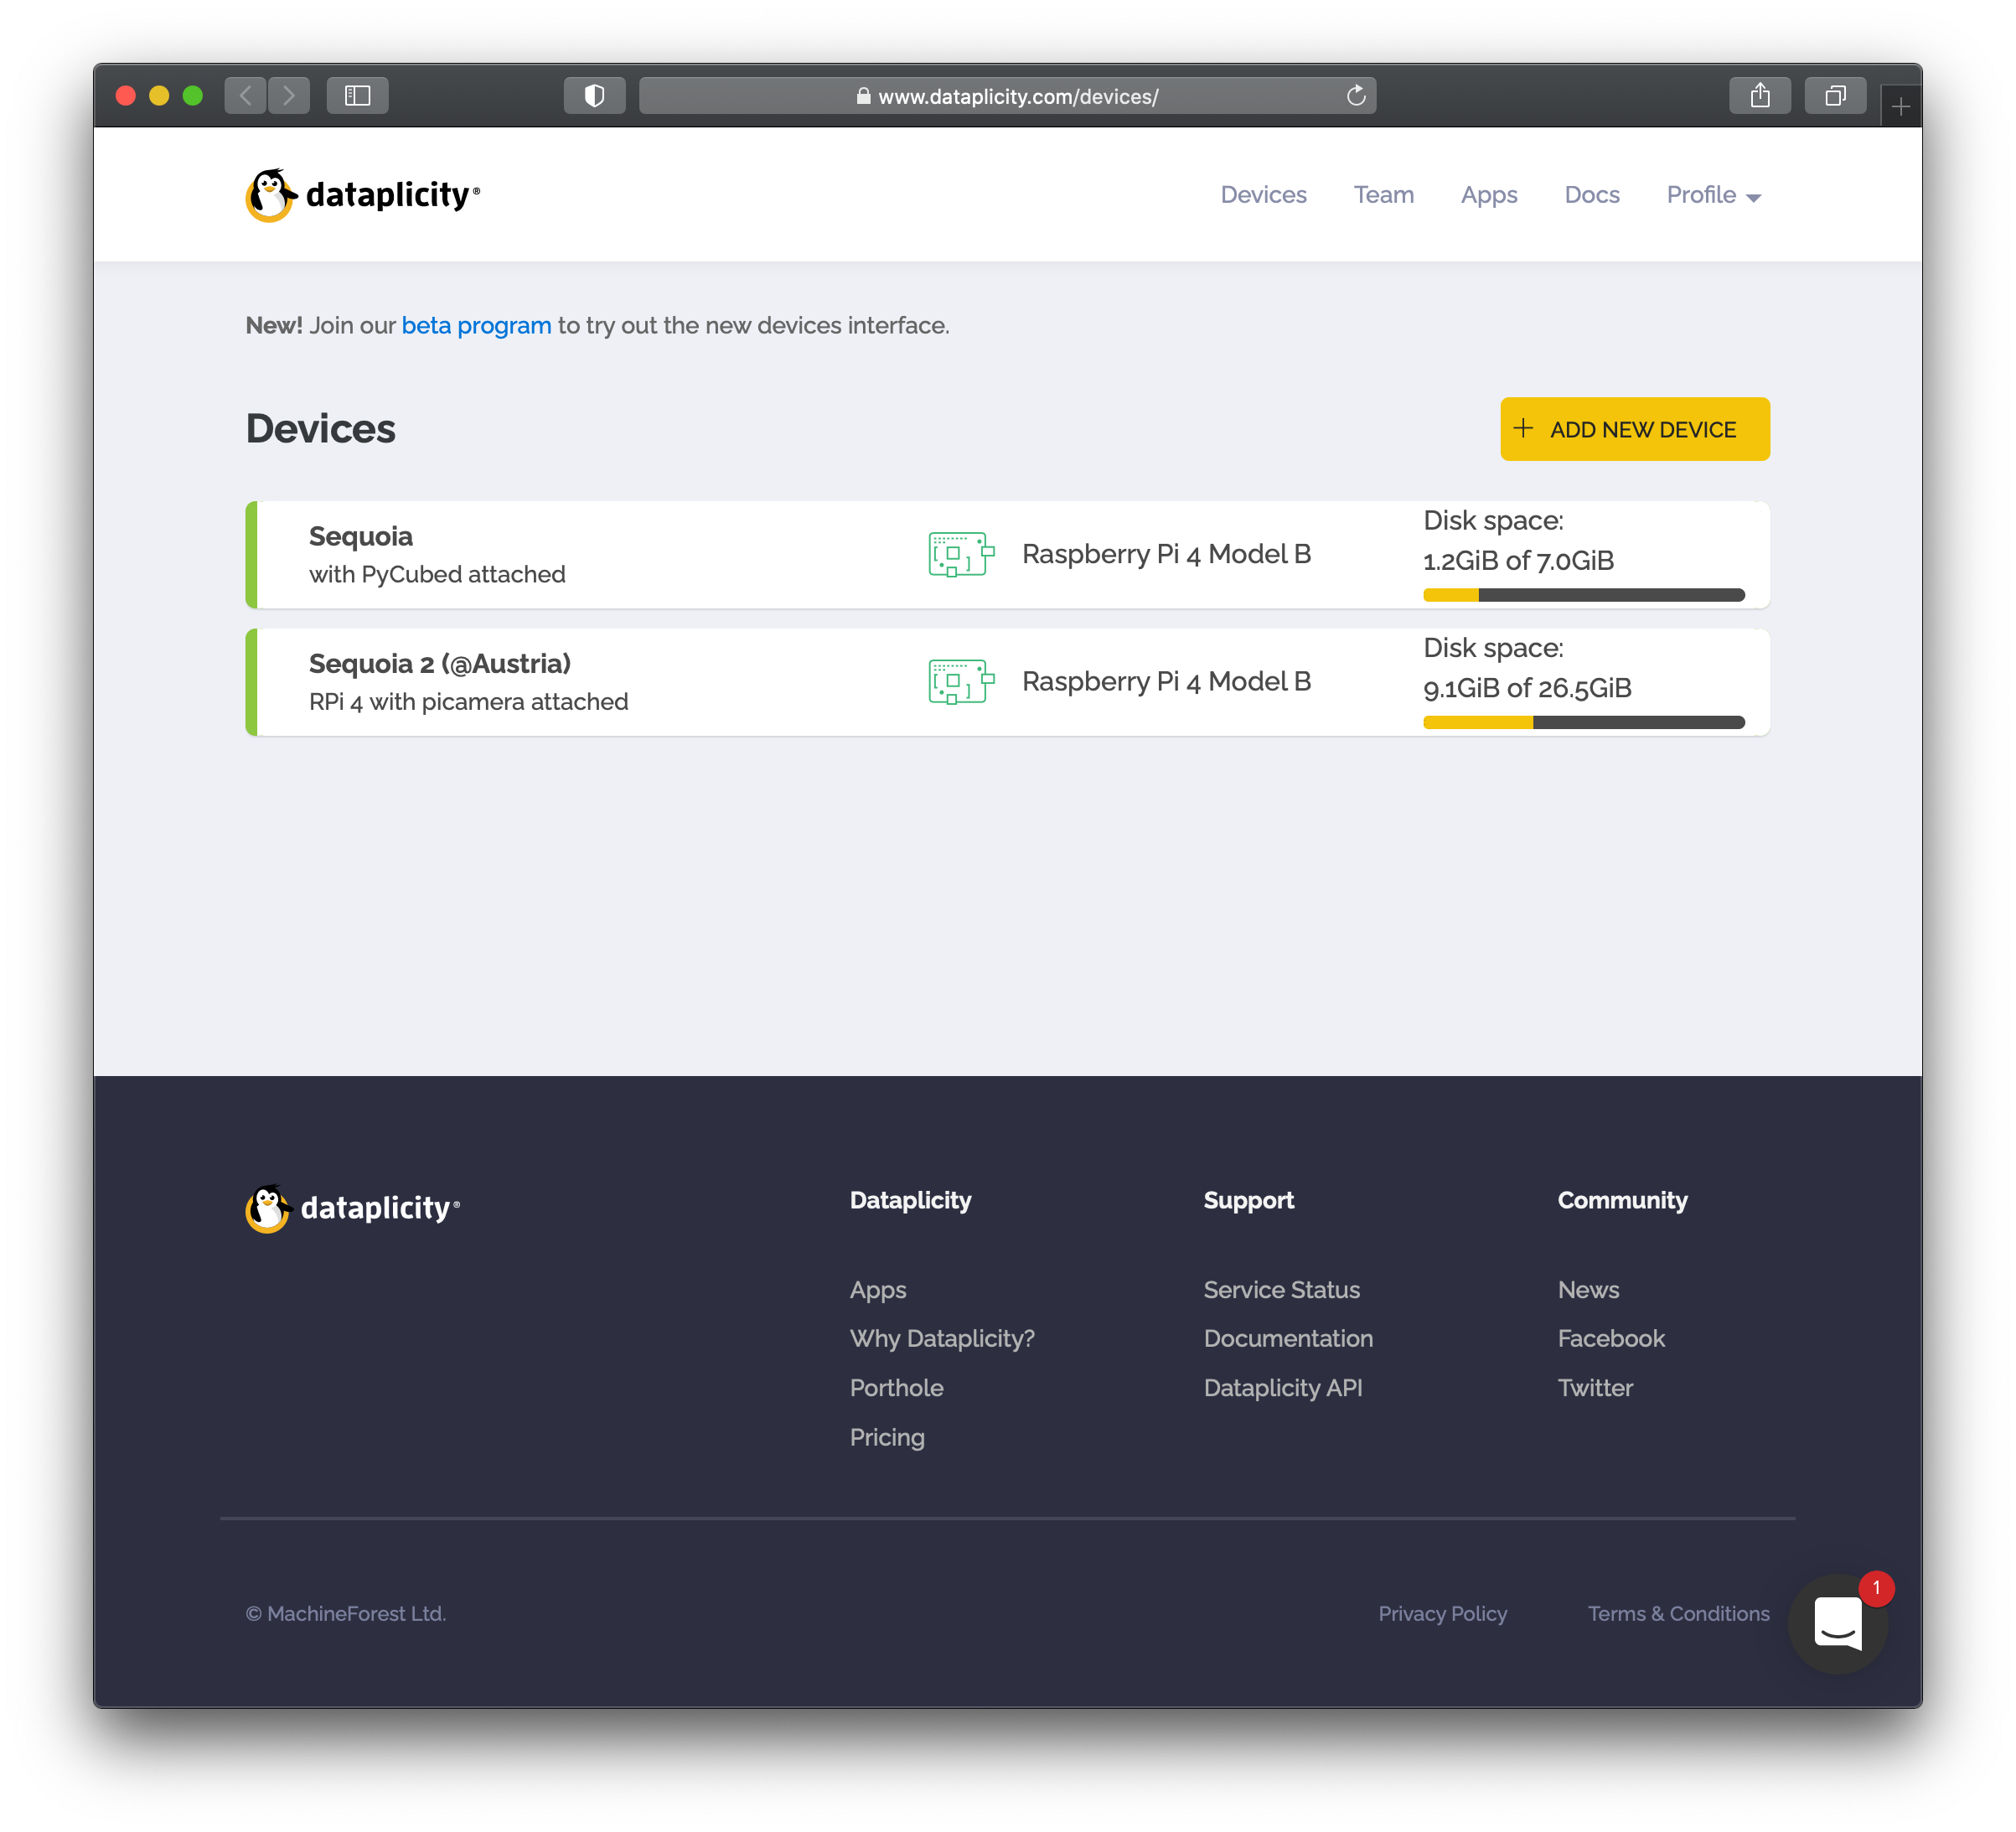 www.dataplicity.com/devices/
dataplicity®
Devices Team Apps Docs Profile
New! Join our beta program to try out the new devices interface.
Devices
+ ADD NEW DEVICE
Sequoia
with PyCubed attached
Raspberry Pi 4 Model B
Disk space:
1.2GiB of 7.0GiB
Sequoia 2 (@Austria)
RPi 4 with picamera attached
Raspberry Pi 4 Model B
Disk space:
9.1GiB of 26.5GiB
dataplicity®
Dataplicity
Apps
Why Dataplicity?
Porthole
Pricing
Support
Service Status
Documentation
Dataplicity API
Community
News
Facebook
Twitter
© MachineForest Ltd.
Privacy Policy
Terms & Conditions
1